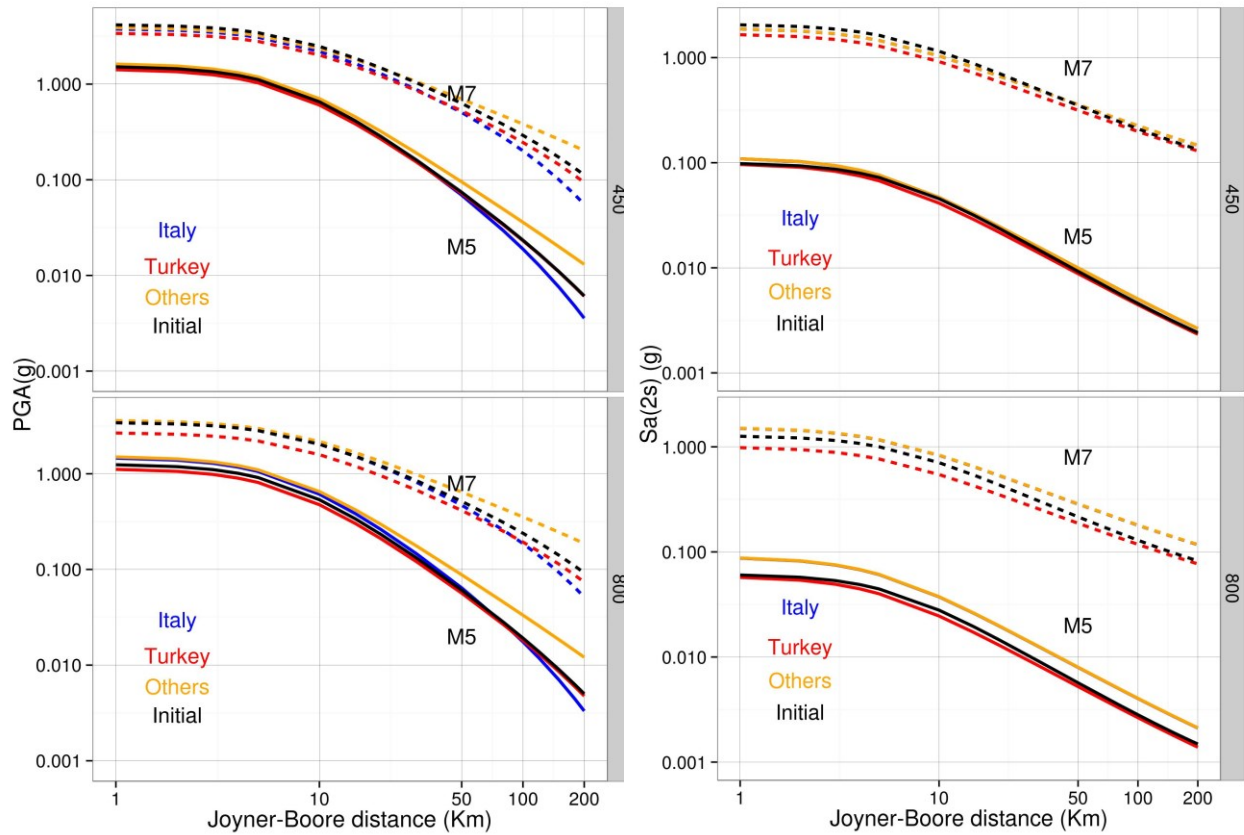 PGA(g)
1.000
0.100
0.010
0.001
M7
M5
Italy
Turkey
Others
Initial
450
1.000
0.100
0.010
0.001
M7
M5
Italy
Turkey
Others
Initial
800
1
10
50
100
200
Joyner-Boore distance (Km)
Sa(2s) (g)
1.000
0.100
0.010
0.001
M7
M5
Italy
Turkey
Others
Initial
450
1.000
0.100
0.010
0.001
M7
M5
Italy
Turkey
Others
Initial
800
1
10
50
100
200
Joyner-Boore distance (Km)